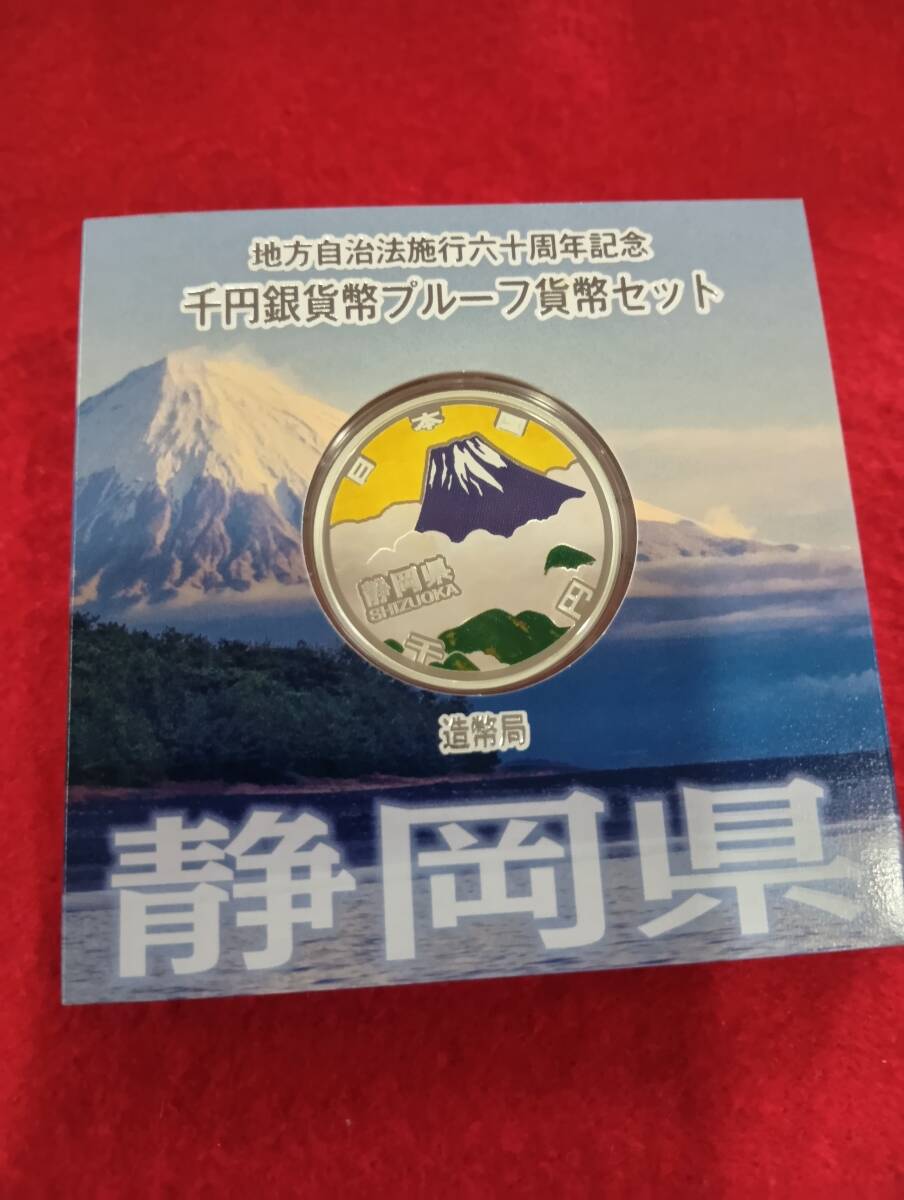 地方自治法施行六十周年記念
千円銀貨幣プルーフ貨幣セット
日本国
静岡県
SHIZUOKA
千円
造幣局
静岡県